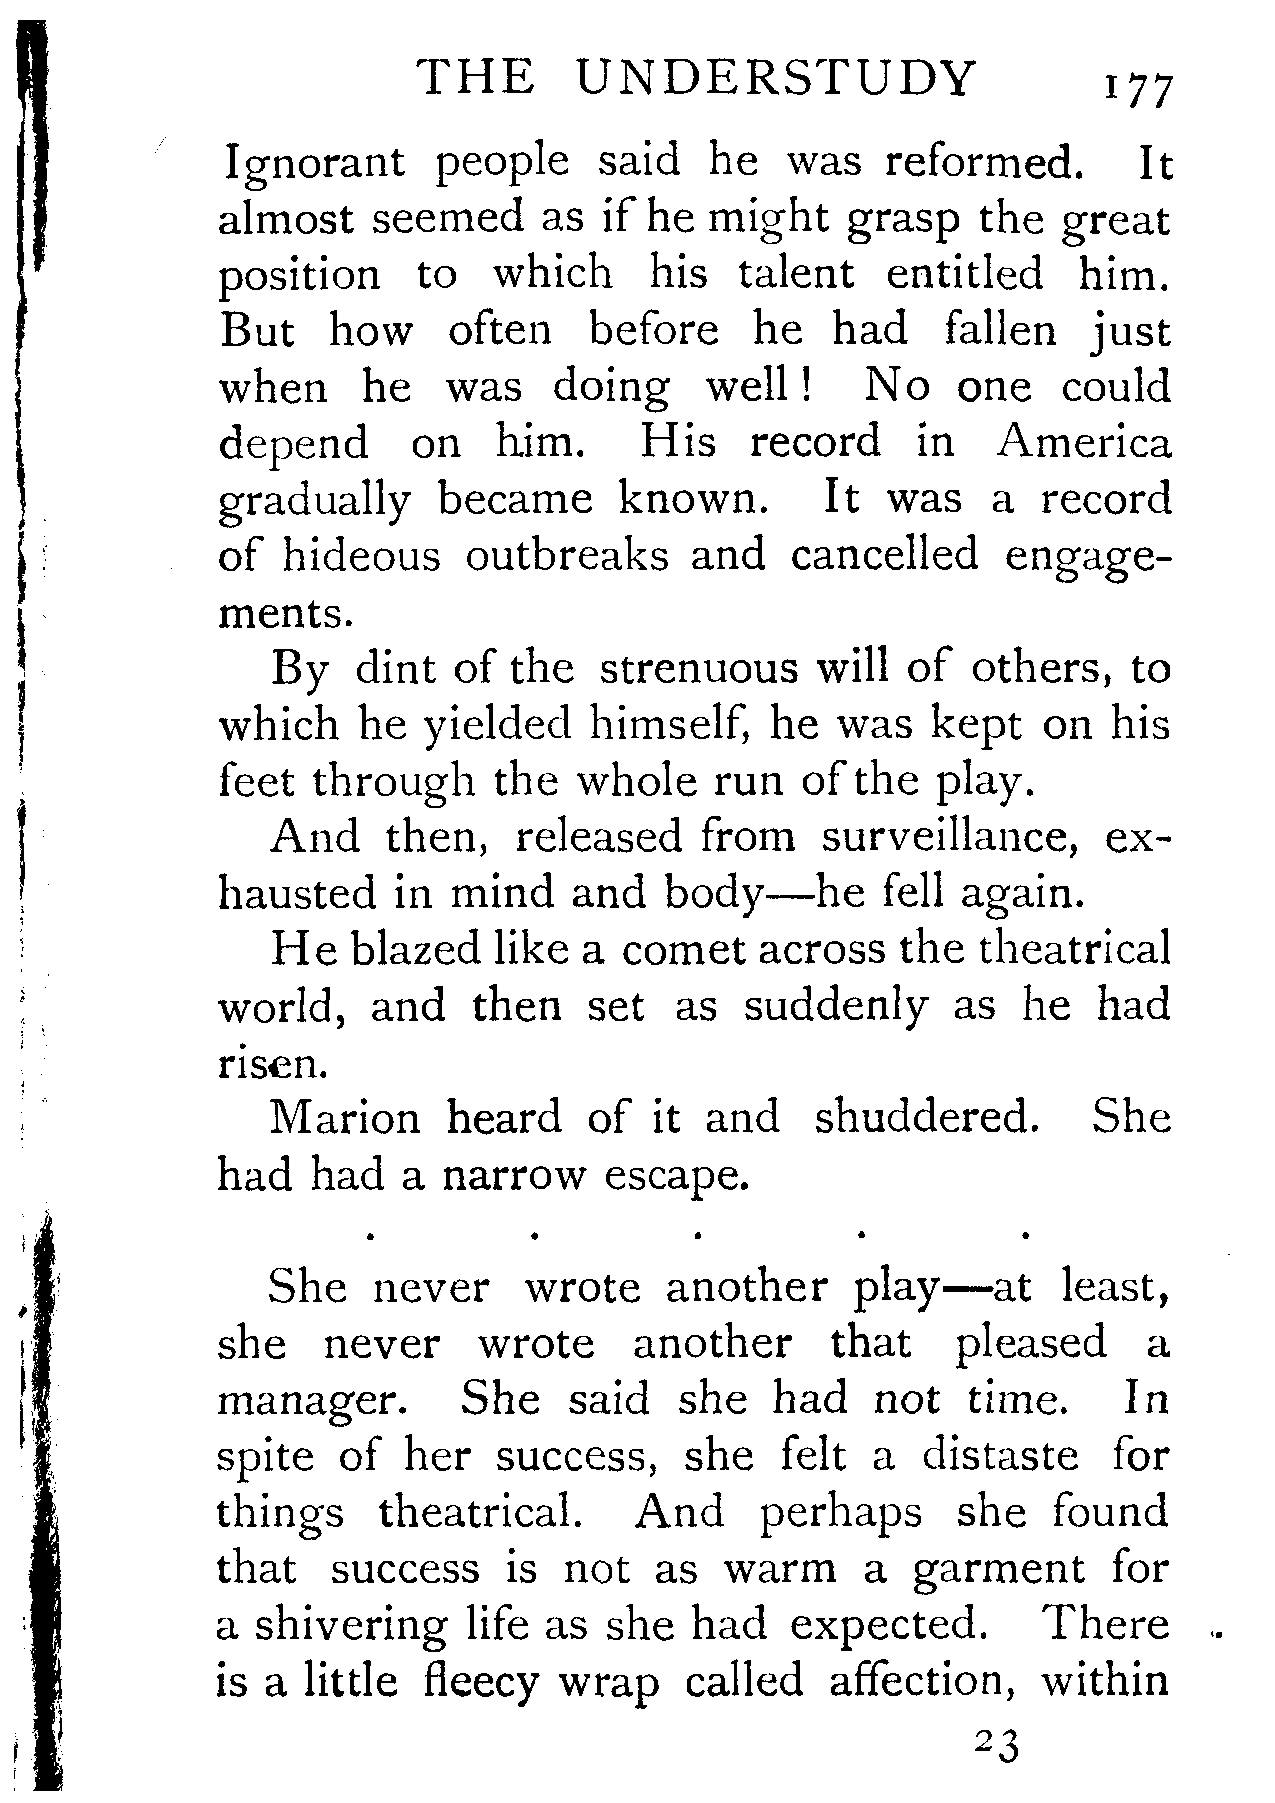 THE UNDERSTUDY 177
Ignorant people said he was reformed. It
almost seemed as if he might grasp the great
position to which his talent entitled him.
But how often before he had fallen just
when he was doing well! No one could
depend on him. His record in America
gradually became known. It was a record
of hideous outbreaks and cancelled engage-
ments.
By dint of the strenuous will of others, to
which he yielded himself, he was kept on his
feet through the whole run of the play.
And then, released from surveillance, ex-
hausted in mind and body—he fell again.
He blazed like a comet across the theatrical
world, and then set as suddenly as he had
risen.
Marion heard of it and shuddered. She
had had a narrow escape.
. . . . .
She never wrote another play—at least,
she never wrote another that pleased a
manager. She said she had not time. In
spite of her success, she felt a distaste for
things theatrical. And perhaps she found
that success is not as warm a garment for
a shivering life as she had expected. There
is a little fleecy wrap called affection, within
23